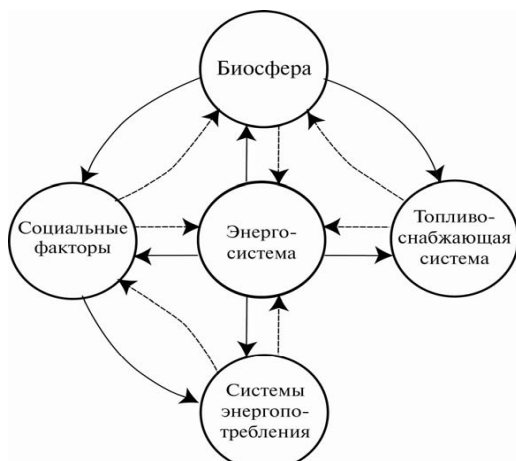 Биосфера
Социальные
факторы
Энерго-
система
Топливо-
снабжающая
система
Системы
энергопо-
требления